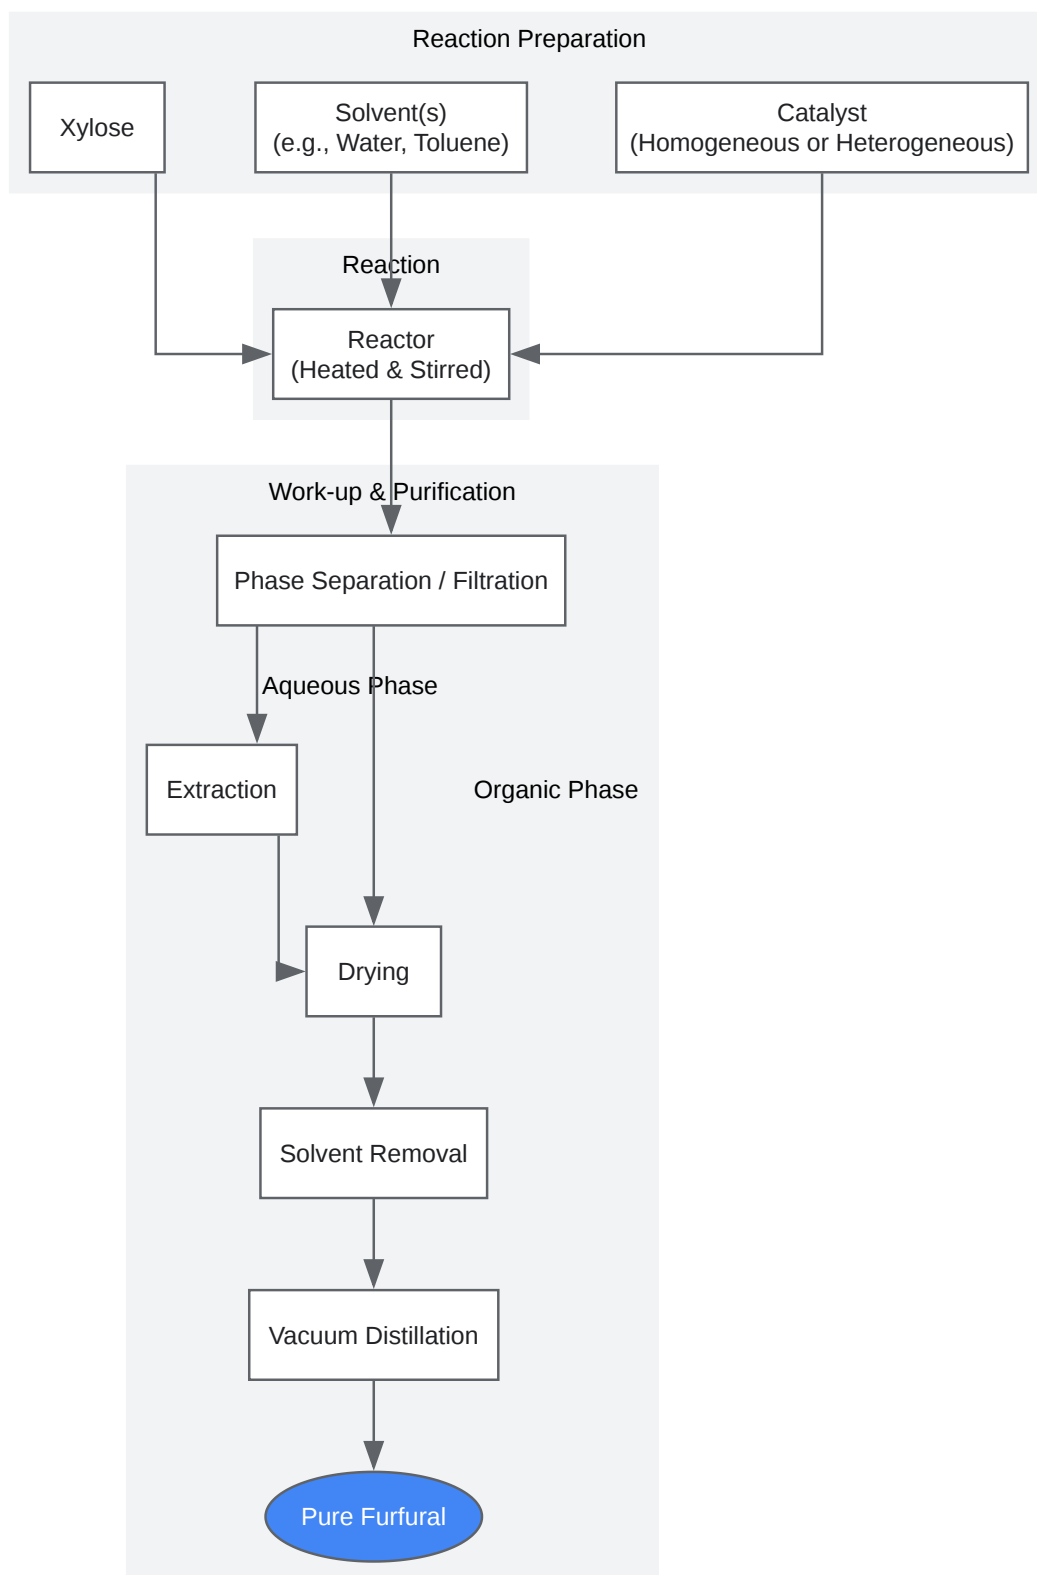 Reaction Preparation
Xylose
Solvent(s)
(e.g., Water, Toluene)
Catalyst
(Homogeneous or Heterogeneous)
Reaction
Reactor
(Heated & Stirred)
Work-up & Purification
Phase Separation / Filtration
Aqueous Phase
Extraction
Organic Phase
Drying
Solvent Removal
Vacuum Distillation
Pure Furfural